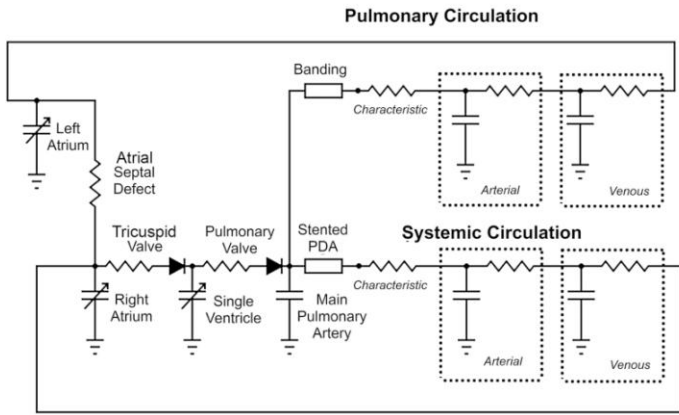 Pulmonary Circulation
Banding
Characteristic
Arterial
Venous
Left
Atrium
Atrial
Septal
Defect
Tricuspid
Valve
Pulmonary
Valve
Stented
PDA
Systemic Circulation
Characteristic
Right
Atrium
Single
Ventricle
Main
Pulmonary
Artery
Arterial
Venous